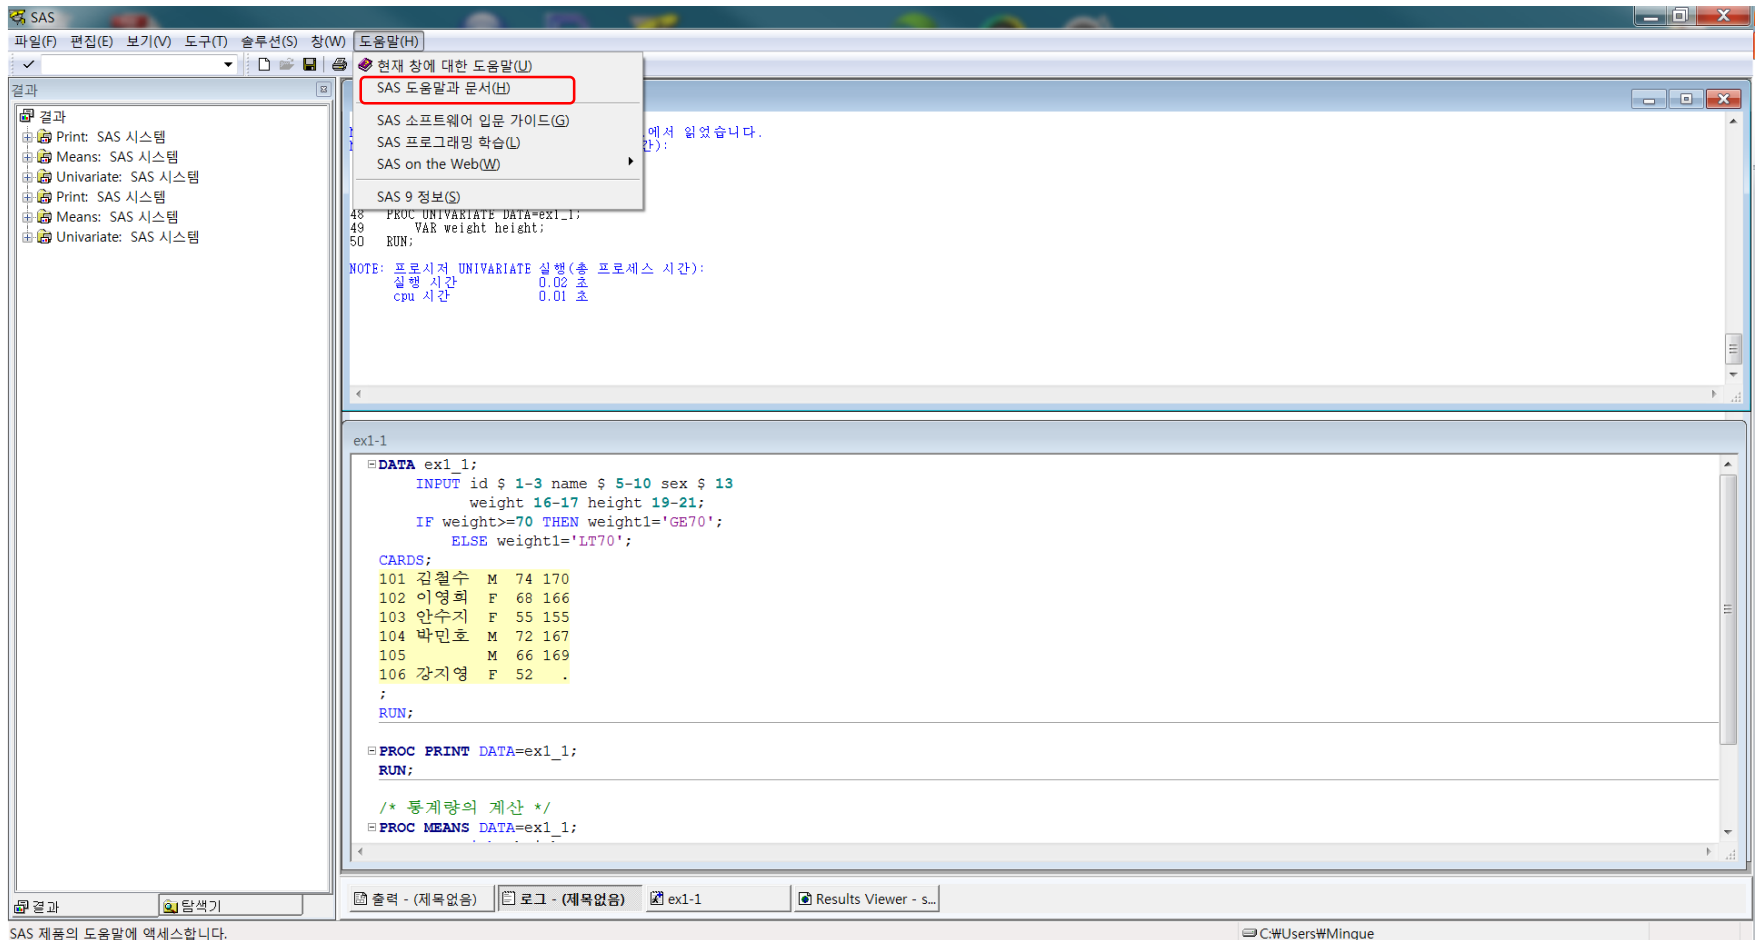 SAS
파일(F) 편집(E) 보기(V) 도구(T) 솔루션(S) 창(W) 도움말(H)
현재 창에 대한 도움말(U)
SAS 도움말과 문서(H)
SAS 소프트웨어 입문 가이드(G)
SAS 프로그래밍 학습(L)
SAS on the Web(W)
SAS 9 정보(S)
결과
결과
Print: SAS 시스템
Means: SAS 시스템
Univariate: SAS 시스템
Print: SAS 시스템
Means: SAS 시스템
Univariate: SAS 시스템
에서 읽었습니다.
간):
48 PROC UNIVARIATE DATA=ex1_1;
49 VAR weight height;
50 RUN;
NOTE: 프로시저 UNIVARIATE 실행(총 프로세스 시간):
실행 시간 0.02 초
cpu 시간 0.01 초
ex1-1
DATA ex1_1;
INPUT id $ 1-3 name $ 5-10 sex $ 13
weight 16-17 height 19-21;
IF weight>=70 THEN weight1='GE70';
ELSE weight1='LT70';
CARDS;
101 김철수 M 74 170
102 이영희 F 68 166
103 안수지 F 55 155
104 박민호 M 72 167
105 M 66 169
106 강지영 F 52 .
;
RUN;
PROC PRINT DATA=ex1_1;
RUN;
/* 통계량의 계산 */
PROC MEANS DATA=ex1_1;
결과 탐색기
출력 - (제목없음) 로그 - (제목없음) ex1-1 Results Viewer - s...
SAS 제품의 도움말에 액세스합니다. C:₩Users₩Mingue